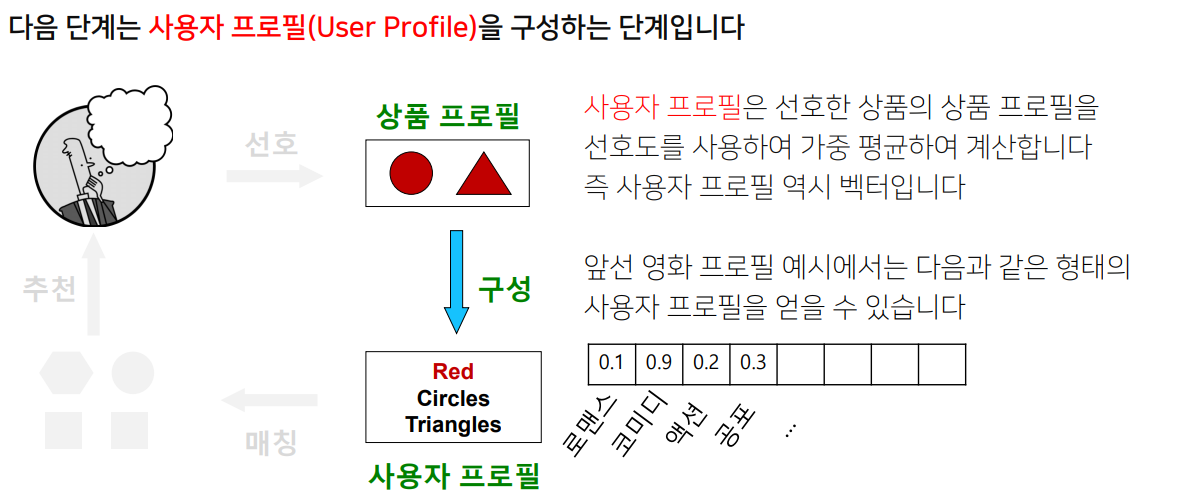 다음 단계는 사용자 프로필(User Profile)을 구성하는 단계입니다
선호
상품 프로필
사용자 프로필은 선호한 상품의 상품 프로필을
선호도를 사용하여 가중 평균하여 계산합니다
즉 사용자 프로필 역시 벡터입니다
추천
구성
앞선 영화 프로필 예시에서는 다음과 같은 형태의
사용자 프로필을 얻을 수 있습니다
0.1 0.9 0.2 0.3
로맨스 코미디 액션 공포 ...
Red
Circles
Triangles
매칭
사용자 프로필